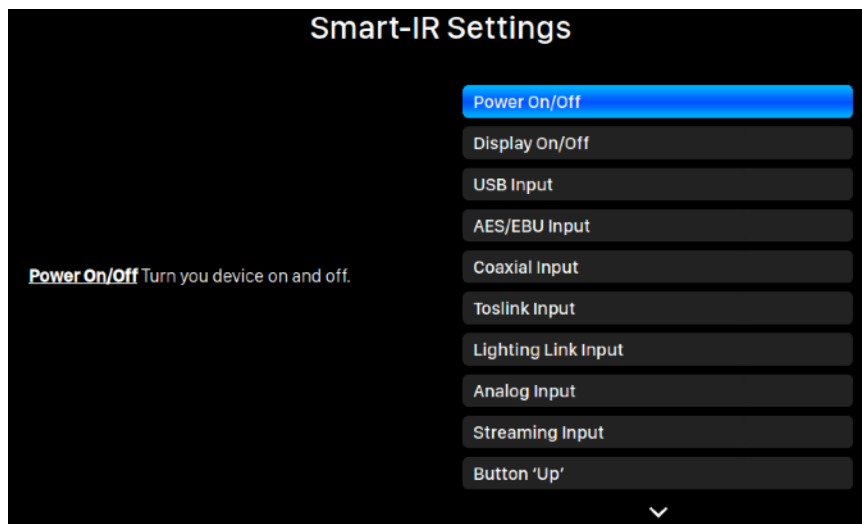 Smart-IR Settings
Power On/Off
Display On/Off
USB Input
AES/EBU Input
Coaxial Input
Power On/Off Turn you device on and off.
Toslink Input
Lighting Link Input
Analog Input
Streaming Input
Button ‘Up’